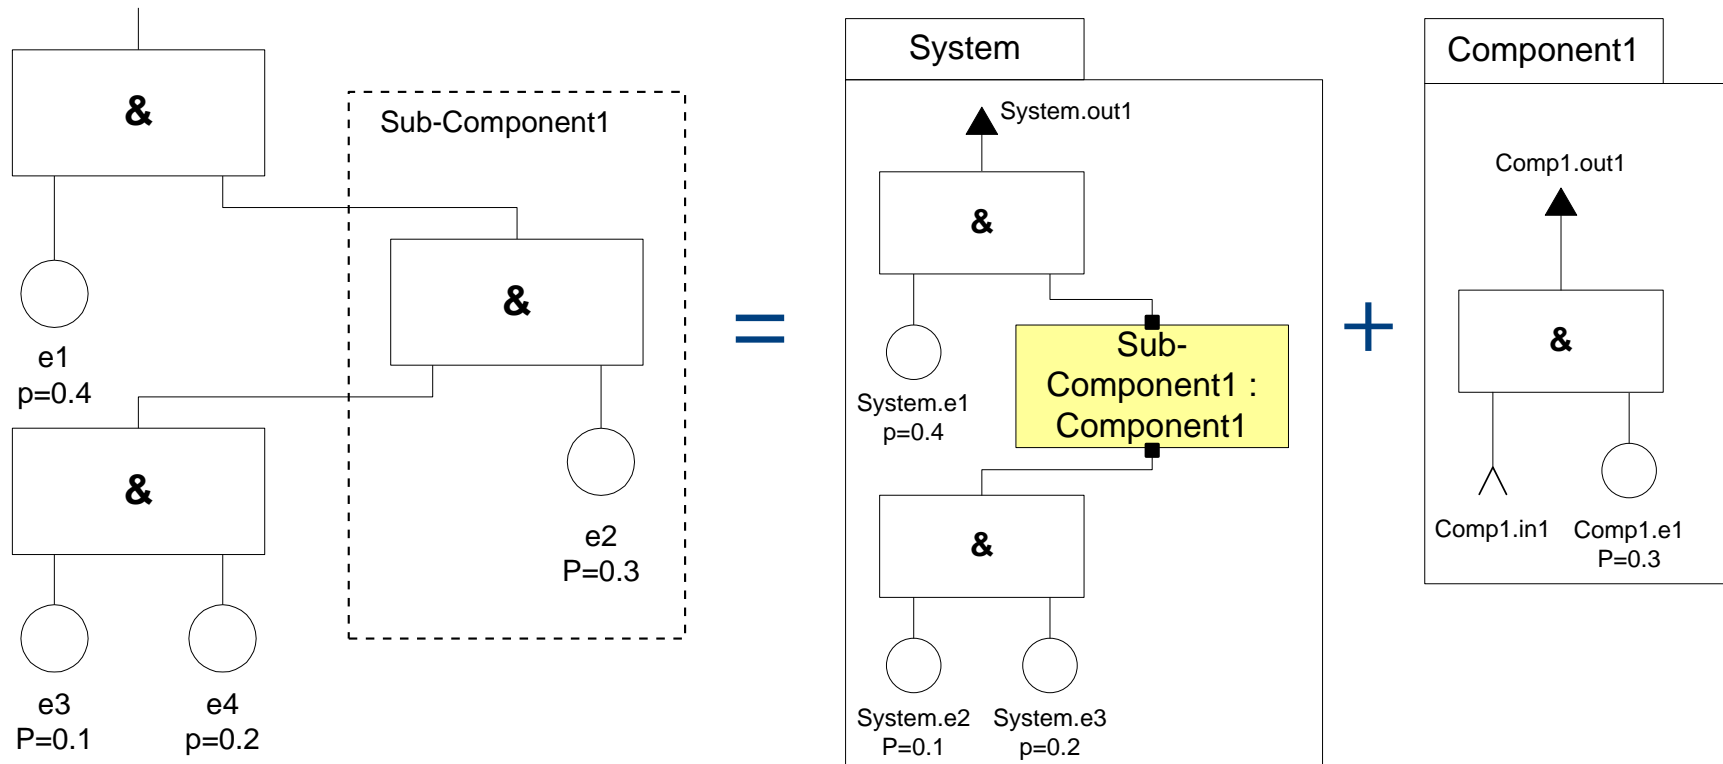 &
Sub-Component1
&
e1
p=0.4
&
e2
P=0.3
e3
P=0.1
e4
p=0.2
=
System
System.out1
&
System.e1
p=0.4
Sub-
Component1 :
Component1
&
System.e2
P=0.1
System.e3
p=0.2
+
Component1
Comp1.out1
&
Comp1.in1
Comp1.e1
P=0.3